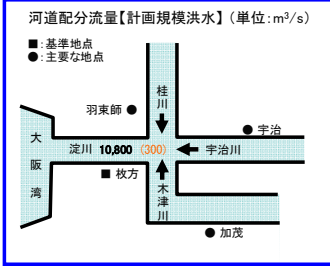 河道配分流量【計画規模洪水】（単位：m³/s）
■：基準地点
●：主要な地点
桂川
羽束師●
●宇治
大阪湾
淀川 10,800 (300)
宇治川
■枚方
木津川
●加茂